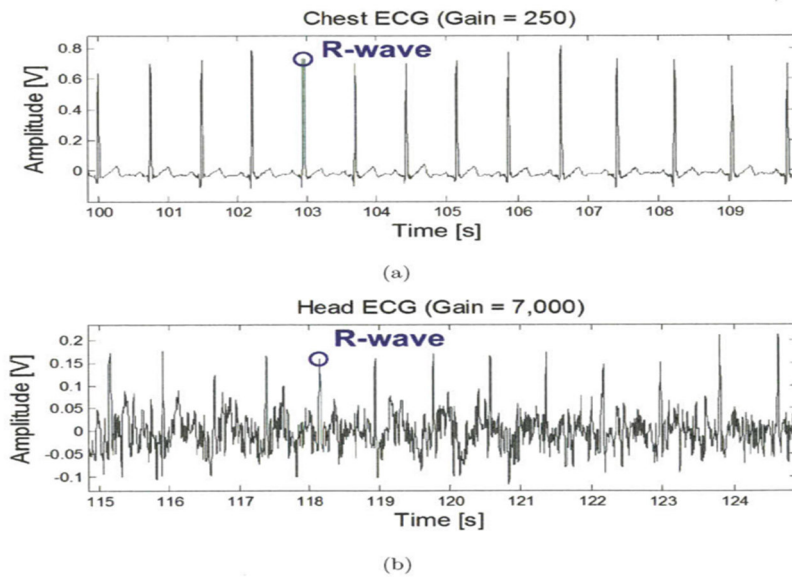 Chest ECG (Gain = 250)
R-wave
Amplitude [V]
0.8
0.6
0.4
0.2
0
100 101 102 103 104 105 106 107 108 109
Time [s]
(a)
Head ECG (Gain = 7,000)
R-wave
Amplitude [V]
0.2
0.15
0.1
0.05
0
-0.05
-0.1
115 116 117 118 119 120 121 122 123 124
Time [s]
(b)